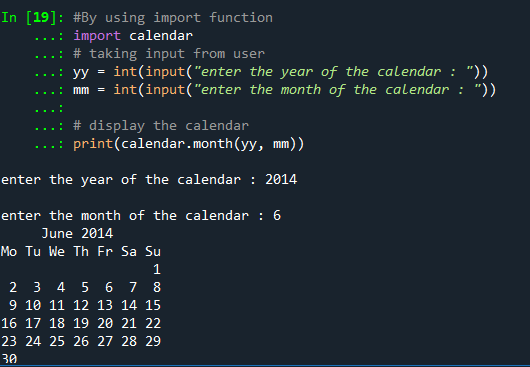 In [19]: #By using import function
...: import calendar
...: # taking input from user
...: yy = int(input("enter the year of the calendar : "))
...: mm = int(input("enter the month of the calendar : "))
...:
...: # display the calendar
...: print(calendar.month(yy, mm))
enter the year of the calendar : 2014
enter the month of the calendar : 6
June 2014
Mo Tu We Th Fr Sa Su
1
2 3 4 5 6 7 8
9 10 11 12 13 14 15
16 17 18 19 20 21 22
23 24 25 26 27 28 29
30